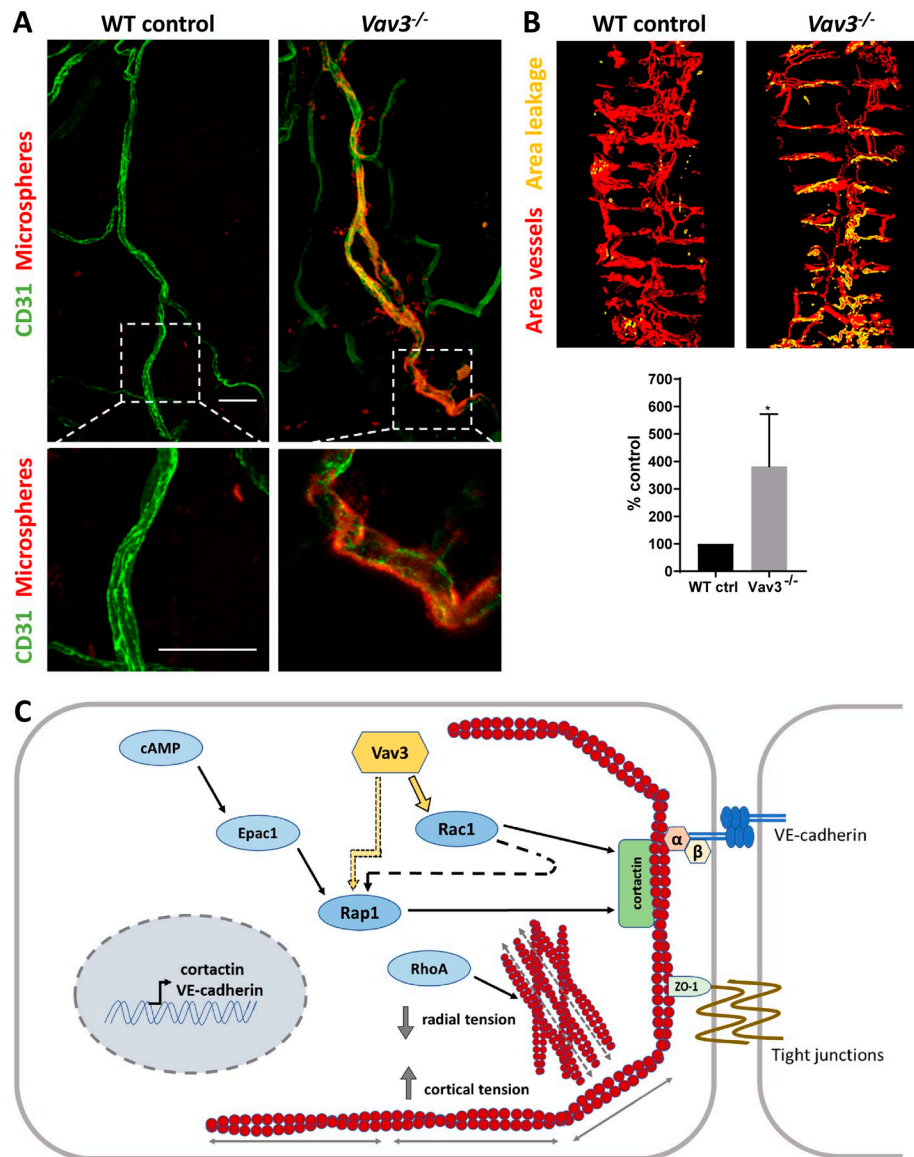 A
WT control
Vav3-/-
CD31 Microspheres
CD31 Microspheres
B
WT control
Vav3-/-
Area vessels Area leakage
% control
700
600
500
400
300
200
100
0
*
WT ctrl
Vav3-/-
C
cAMP
Vav3
Epac1
Rac1
Rap1
RhoA
cortactin
α
β
VE-cadherin
cortactin
VE-cadherin
radial tension
cortical tension
ZO-1
Tight junctions